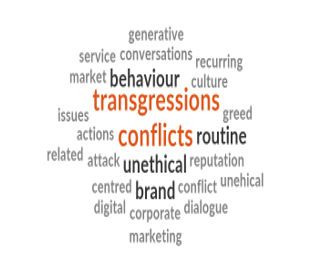 generative
service conversations recurring
market behaviour culture
transgressions
issues greed
actions conflicts routine
related attack unethical reputation
centred brand conflict unehical
digital corporate dialogue
marketing